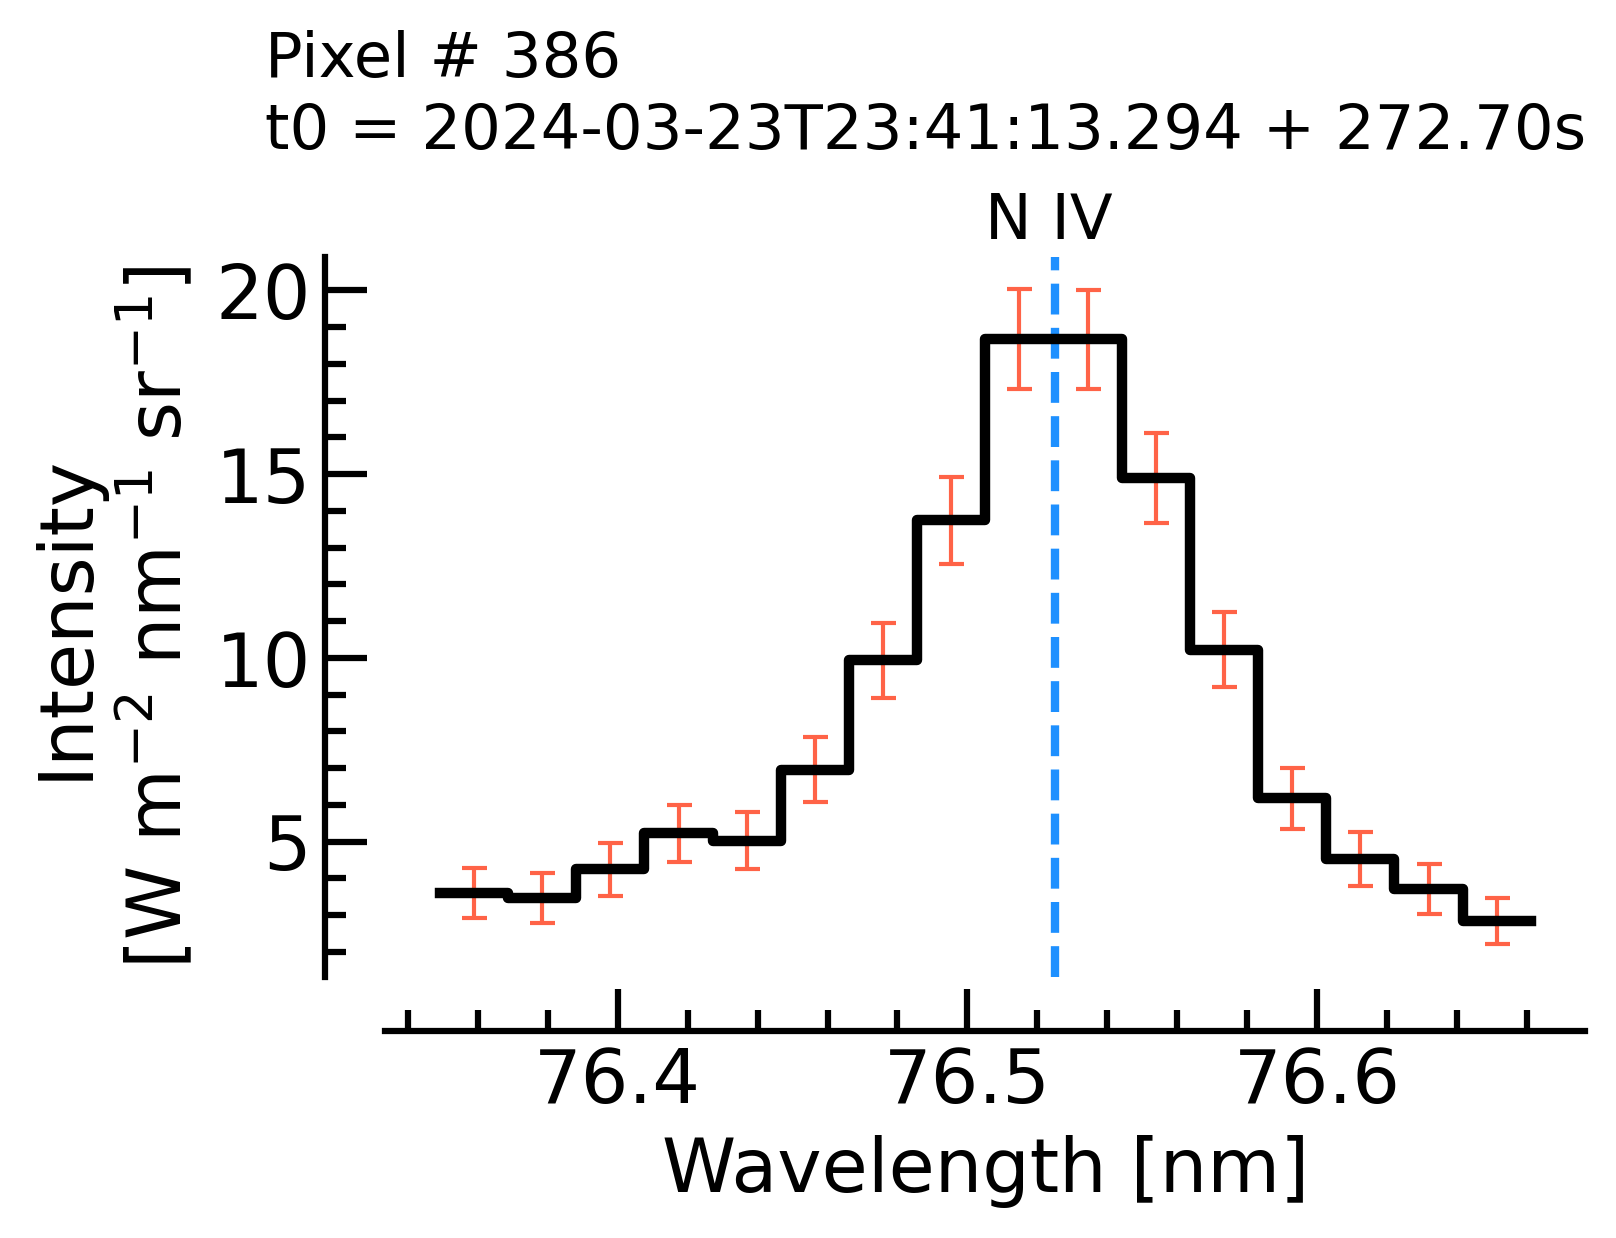 Pixel # 386
t0 = 2024-03-23T23:41:13.294 + 272.70s
N IV
Intensity
[W m⁻² nm⁻¹ sr⁻¹]
20
15
10
5
76.4 76.5 76.6
Wavelength [nm]